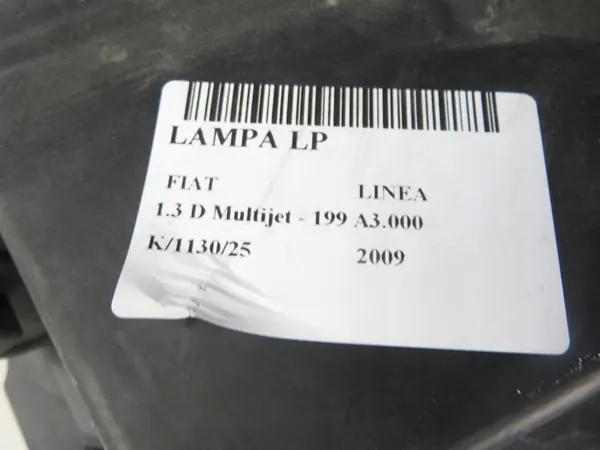 LAMPA LP
FIAT LINEA
1.3 D Multijet - 199 A3.000
K/1130/25 2009